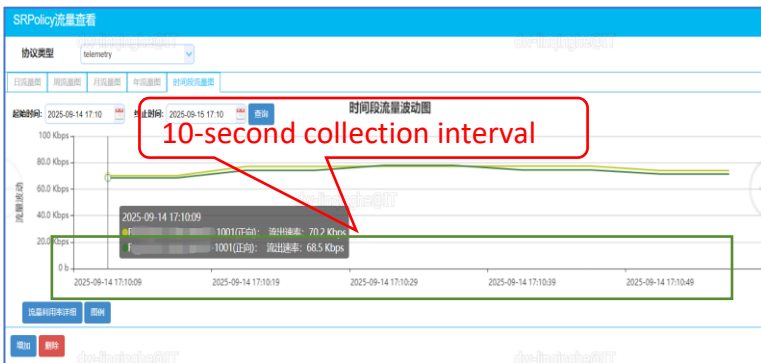 SRPolicy流量查看
协议类型 telemetry
日流量图 周流量图 月流量图 年流量图 时间段流量图
起始时间: 2025-09-14 17:10 终止时间: 2025-09-15 17:10 查询
时间段流量波动图
10-second collection interval
100 Kbps
80.0 Kbps
60.0 Kbps
40.0 Kbps
20.0 Kbps
0 b
流量波动
2025-09-14 17:10:09
-1001(正向): 流出速率: 70.2 Kbps
-1001(正向): 流出速率: 68.5 Kbps
2025-09-14 17:10:09 2025-09-14 17:10:19 2025-09-14 17:10:29 2025-09-14 17:10:39 2025-09-14 17:10:49
流量利用率详细 图例
增加 删除